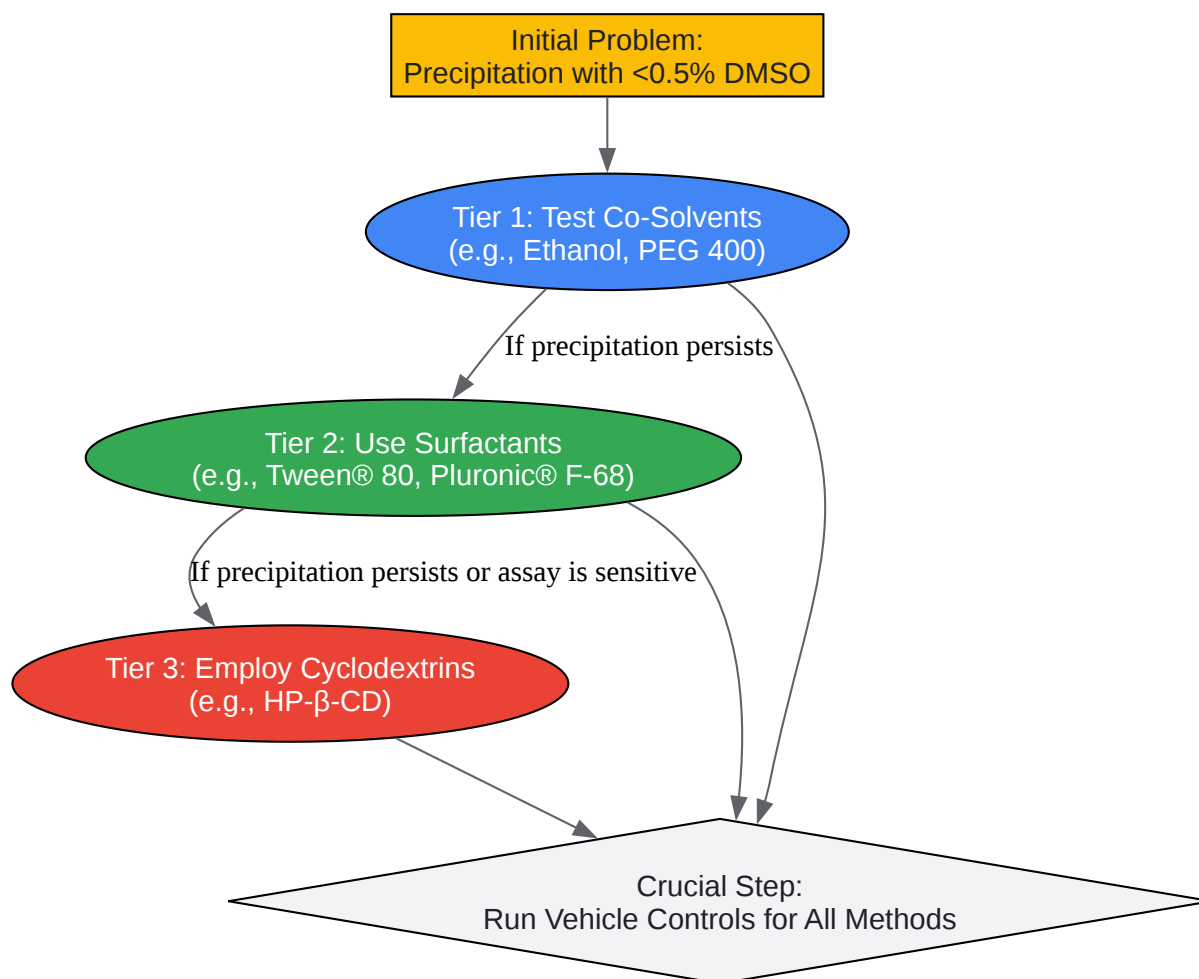 Initial Problem:
Precipitation with <0.5% DMSO
Tier 1: Test Co-Solvents
(e.g., Ethanol, PEG 400)
If precipitation persists
Tier 2: Use Surfactants
(e.g., Tween® 80, Pluronic® F-68)
If precipitation persists or assay is sensitive
Tier 3: Employ Cyclodextrins
(e.g., HP-β-CD)
Crucial Step:
Run Vehicle Controls for All Methods